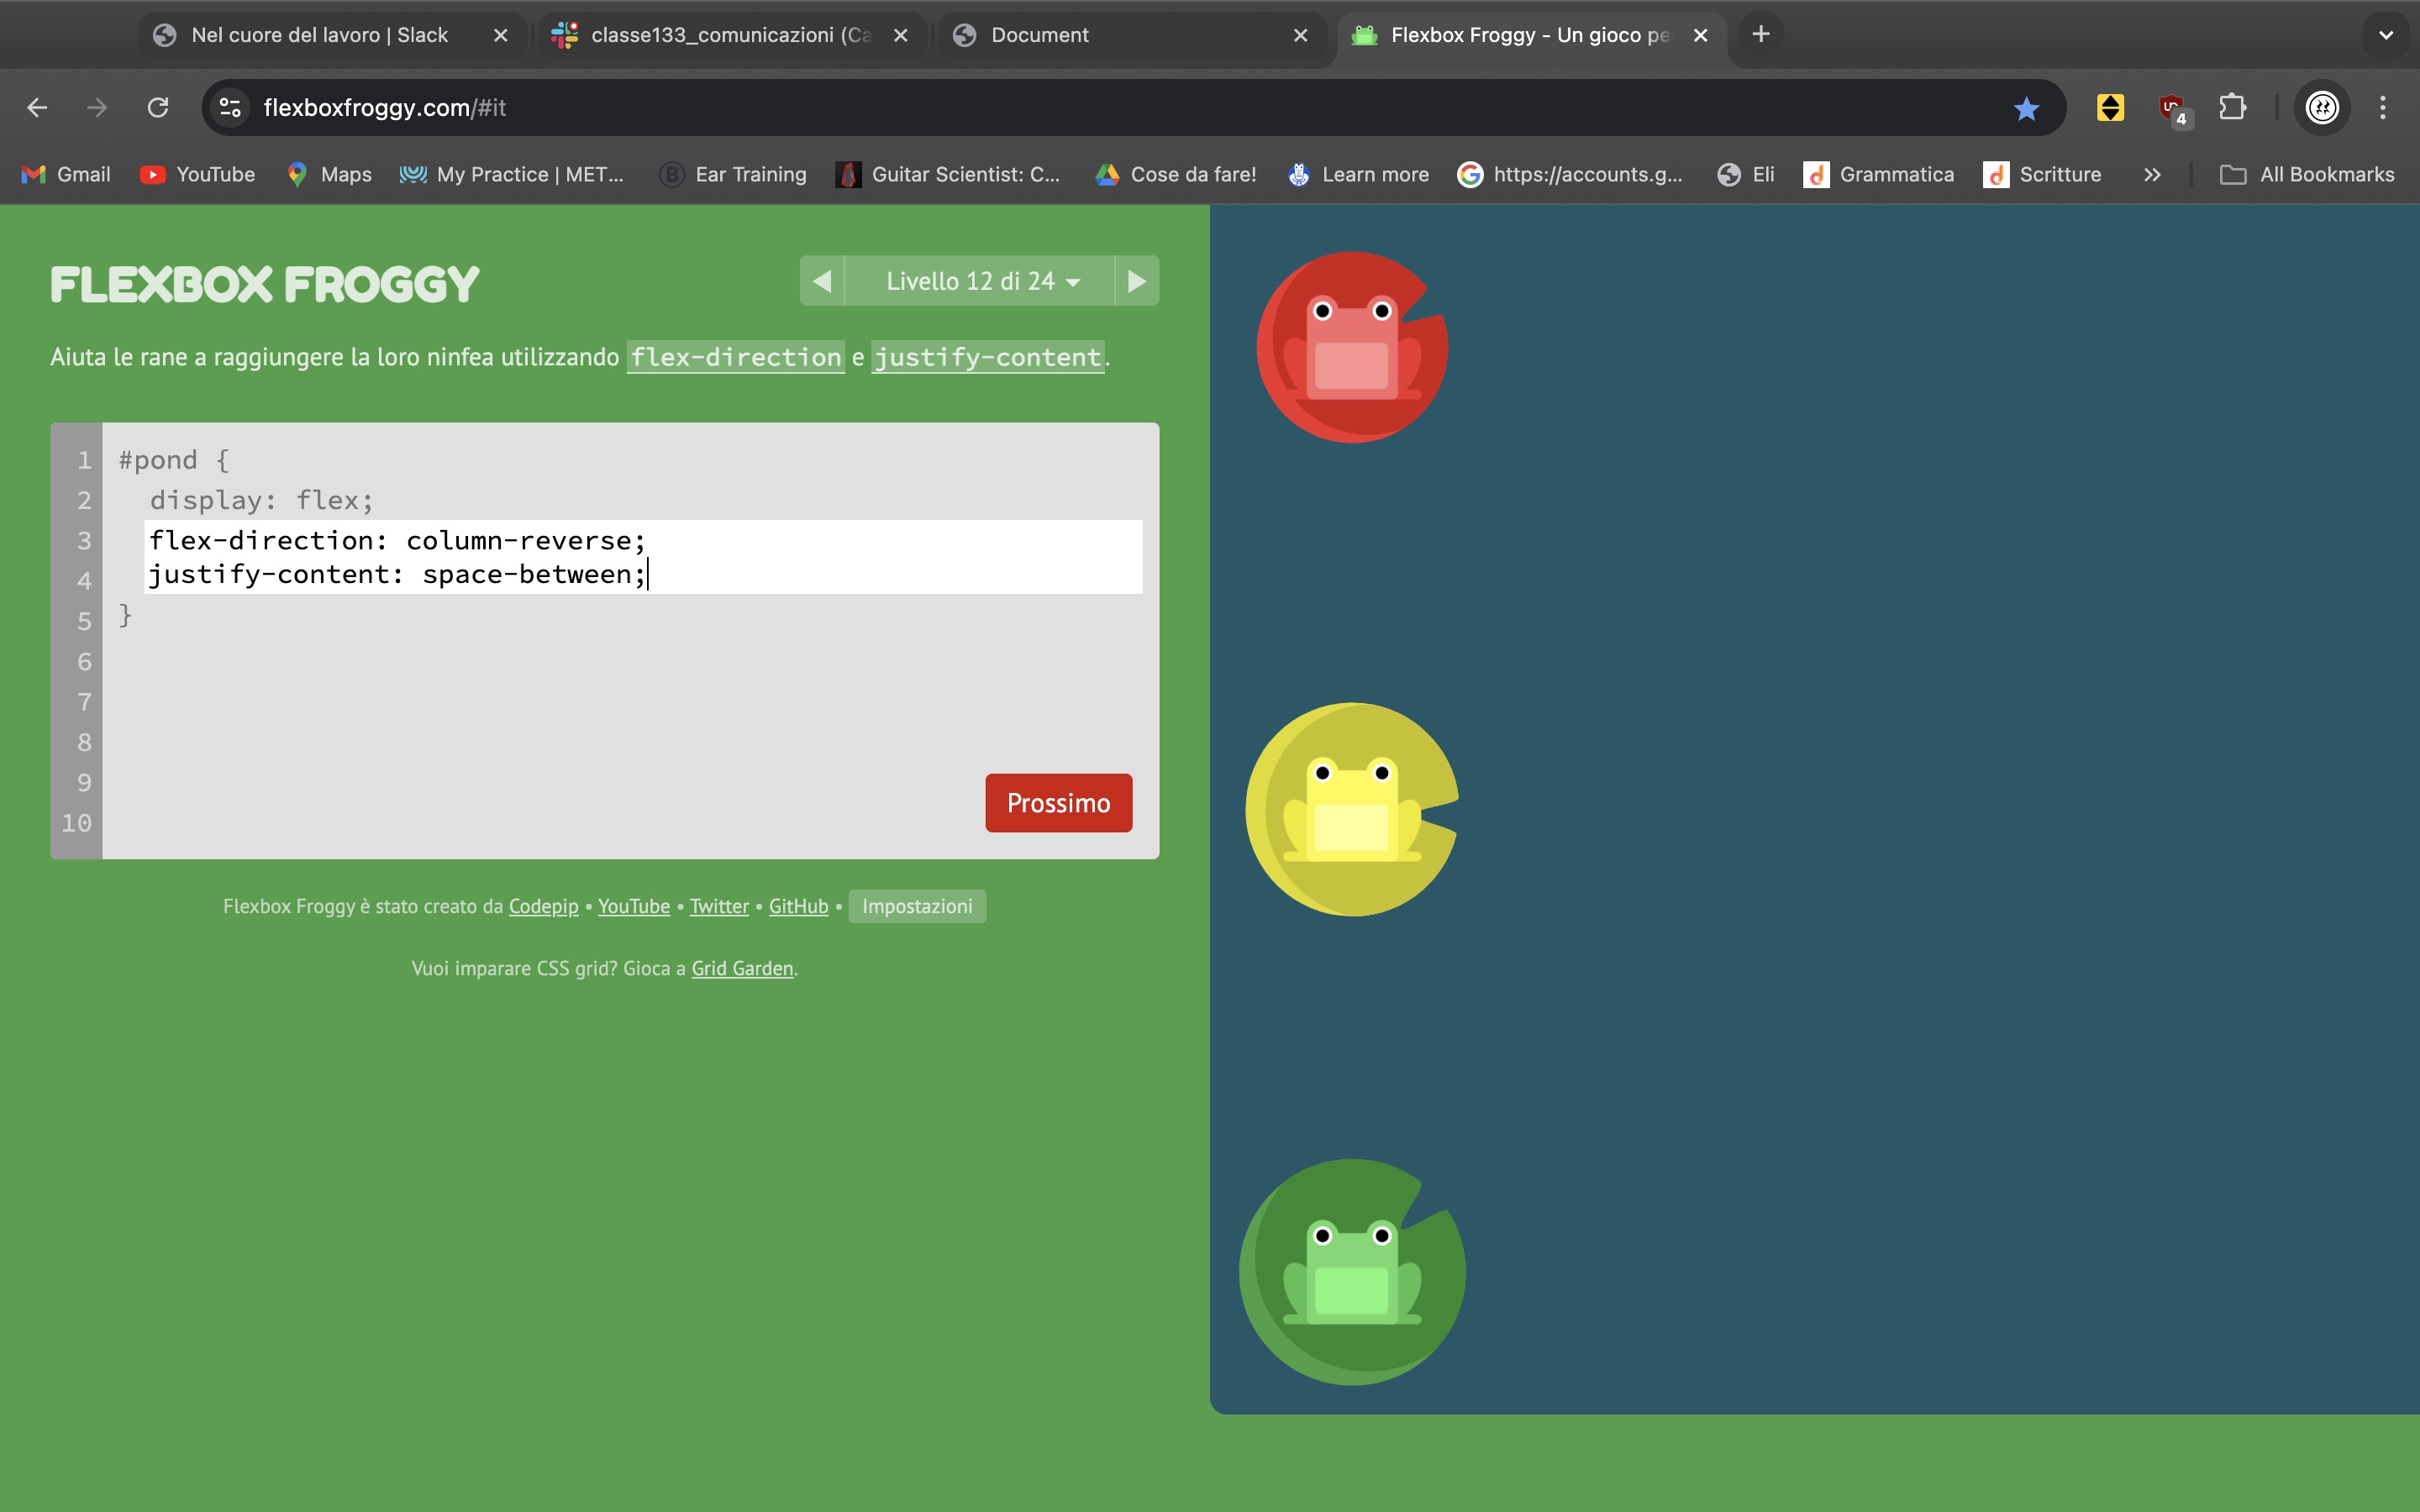 Nel cuore del lavoro | Slack
classe133_comunicazioni (Ca
Document
Flexbox Froggy - Un gioco pe
flexboxfroggy.com/#it
4
Gmail YouTube Maps My Practice | MET... Ear Training Guitar Scientist: C... Cose da fare! Learn more https://accounts.g... Eli Grammatica Scritture » All Bookmarks
FLEXBOX FROGGY
Livello 12 di 24
Aiuta le rane a raggiungere la loro ninfea utilizzando flex-direction e justify-content.
1 #pond {
2 display: flex;
3 flex-direction: column-reverse;
4 justify-content: space-between;
5 }
6
7
8
9
10
Prossimo
Flexbox Froggy è stato creato da Codepip • YouTube • Twitter • GitHub • Impostazioni
Vuoi imparare CSS grid? Gioca a Grid Garden.